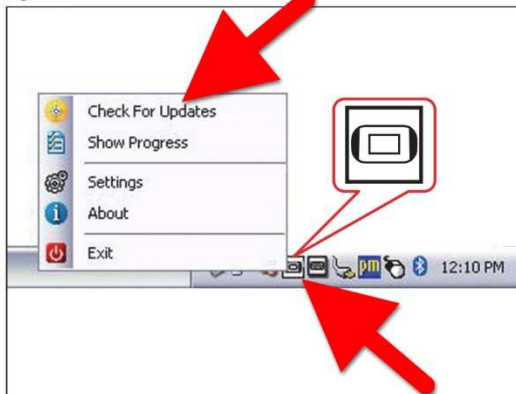 Check For Updates
Show Progress
Settings
About
Exit
pm
12:10 PM